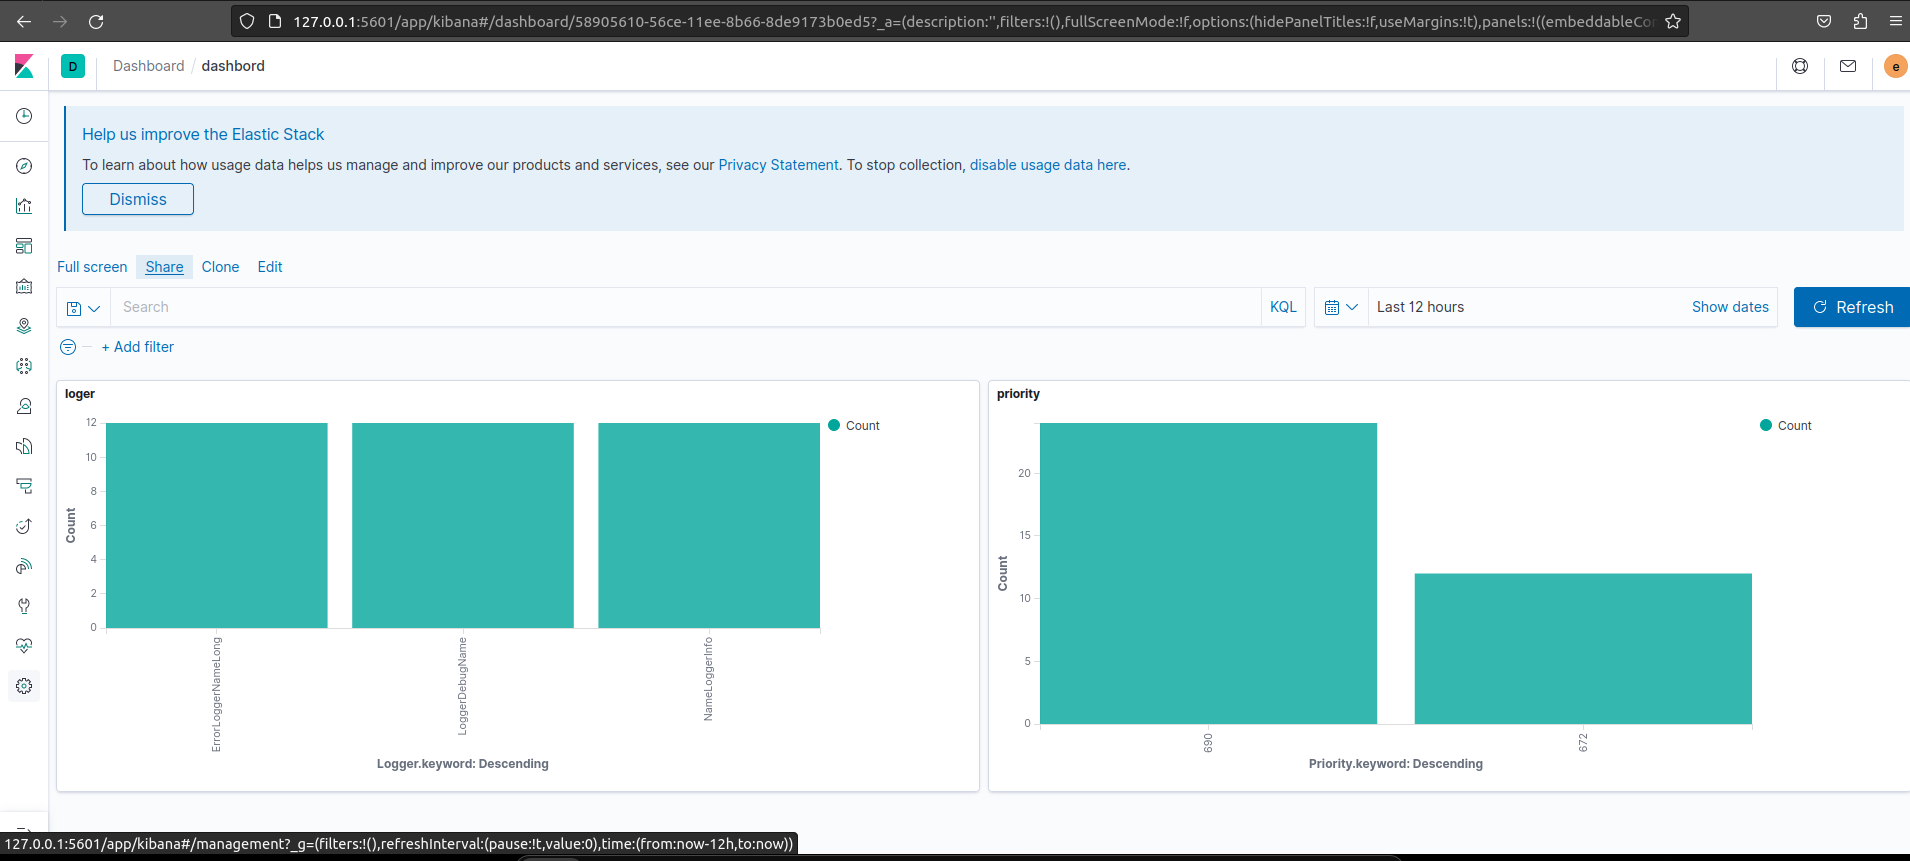 127.0.0.1:5601/app/kibana#/dashboard/58905610-56ce-11ee-8b66-8de9173b0ed5?_a=(description:'',filters:!(),fullScreenMode:!f,options:(hidePanelTitles:!f,useMargins:!t),panels:!((embeddableCo
D Dashboard / dashbord e
Help us improve the Elastic Stack
To learn about how usage data helps us manage and improve our products and services, see our Privacy Statement. To stop collection, disable usage data here.
Dismiss
Full screen Share Clone Edit
Search KQL Last 12 hours Show dates Refresh
+ Add filter
loger
12
10
8
6
4
2
0
Count
Count
ErrorLoggerNameLong
LoggerDebugName
NameLoggerInfo
Logger.keyword: Descending
priority
20
15
10
5
0
Count
Count
690
672
Priority.keyword: Descending
127.0.0.1:5601/app/kibana#/management?_g=(filters:!(),refreshInterval:(pause:!t,value:0),time:(from:now-12h,to:now))